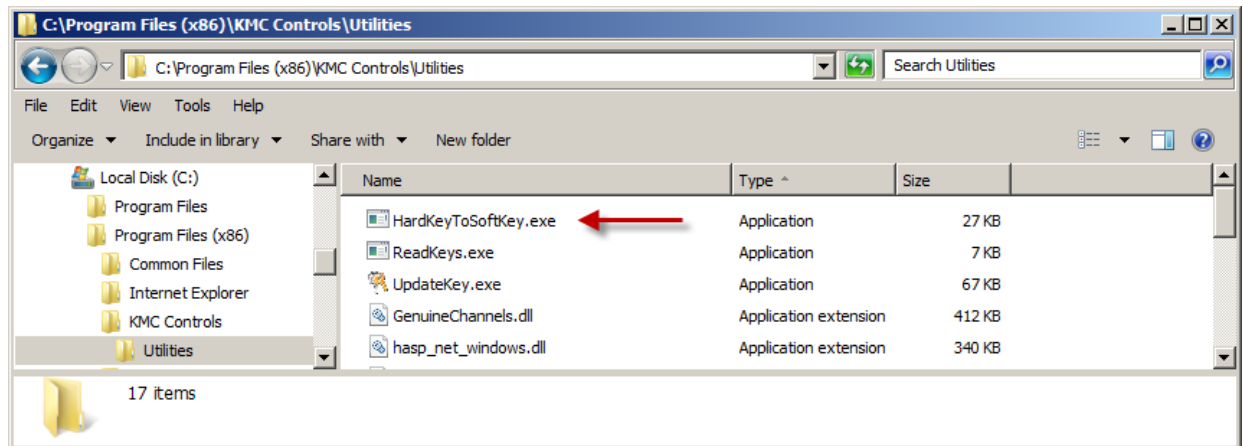 C:\Program Files (x86)\KMC Controls\Utilities
C:\Program Files (x86)\KMC Controls\Utilities Search Utilities
File Edit View Tools Help
Organize Include in library Share with New folder
Local Disk (C:)
Program Files
Program Files (x86)
Common Files
Internet Explorer
KMC Controls
Utilities
Name Type Size
HardKeyToSoftKey.exe Application 27 KB
ReadKeys.exe Application 7 KB
UpdateKey.exe Application 67 KB
GenuineChannels.dll Application extension 412 KB
hasp_net_windows.dll Application extension 340 KB
17 items